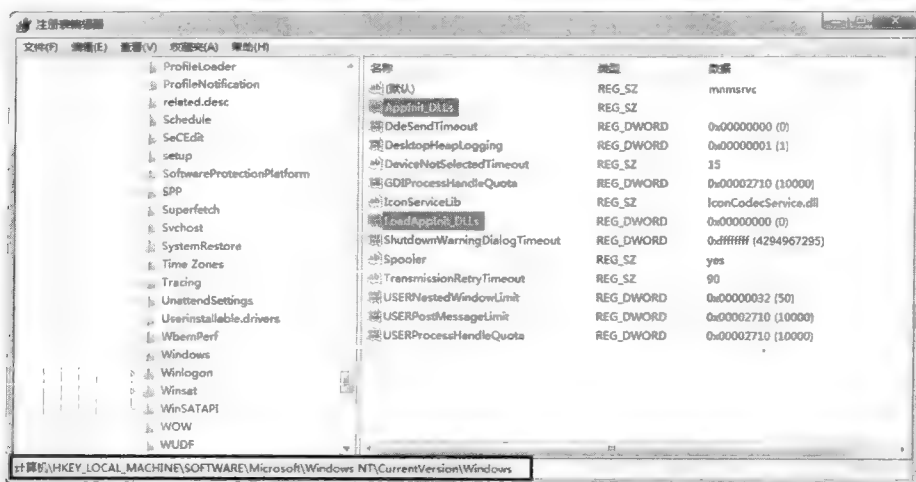 注册表编辑器
文件(F) 编辑(E) 查看(V) 收藏夹(A) 帮助(H)
ProfileLoader
ProfileNotification
related.desc
Schedule
SeCEdit
setup
SoftwareProtectionPlatform
SPP
Superfetch
Svchost
SystemRestore
Time Zones
Tracing
UnattendSettings
Userinstallable.drivers
WbemPerf
Windows
Winlogon
Winsat
WinSATAPI
WOW
WUDF
名称 类型 数据
(默认) REG_SZ mnmsrvc
AppInit_DLLs REG_SZ
DdeSendTimeout REG_DWORD 0x00000000 (0)
DesktopHeapLogging REG_DWORD 0x00000001 (1)
DeviceNotSelectedTimeout REG_SZ 15
GDIProcessHandleQuota REG_DWORD 0x00002710 (10000)
IconServiceLib REG_SZ IconCodecService.dll
LoadAppInit_DLLs REG_DWORD 0x00000000 (0)
ShutdownWarningDialogTimeout REG_DWORD 0xffffffff (4294967295)
Spooler REG_SZ yes
TransmissionRetryTimeout REG_SZ 90
USERNestedWindowLimit REG_DWORD 0x00000032 (50)
USERPostMessageLimit REG_DWORD 0x00002710 (10000)
USERProcessHandleQuota REG_DWORD 0x00002710 (10000)
计算机\HKEY_LOCAL_MACHINE\SOFTWARE\Microsoft\Windows NT\CurrentVersion\Windows